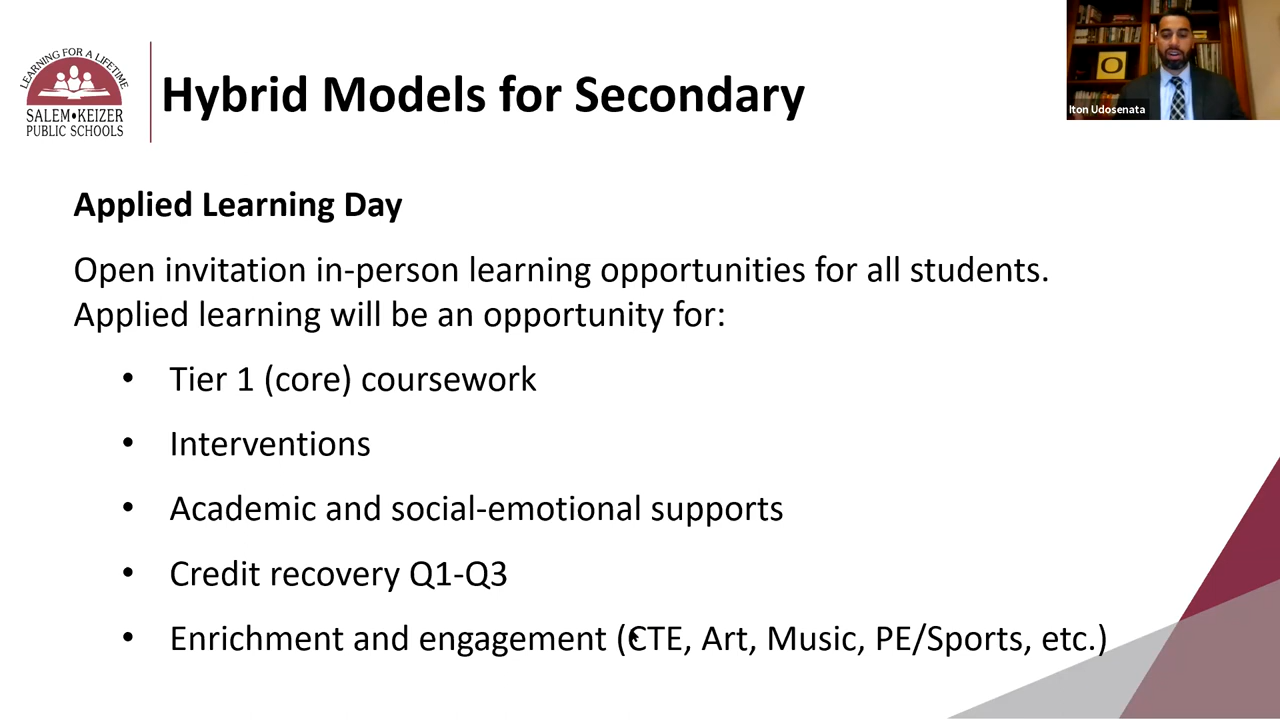 LEARNING FOR A LIFETIME
SALEM•KEIZER
PUBLIC SCHOOLS
Hybrid Models for Secondary
O
lton Udosenata
Applied Learning Day
Open invitation in-person learning opportunities for all students.
Applied learning will be an opportunity for:
• Tier 1 (core) coursework
• Interventions
• Academic and social-emotional supports
• Credit recovery Q1-Q3
• Enrichment and engagement (CTE, Art, Music, PE/Sports, etc.)